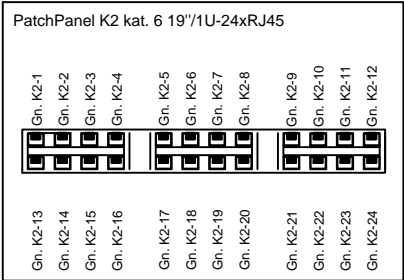 PatchPanel K2 kat. 6 19"/1U-24xRJ45
Gn. K2-1
Gn. K2-2
Gn. K2-3
Gn. K2-4
Gn. K2-5
Gn. K2-6
Gn. K2-7
Gn. K2-8
Gn. K2-9
Gn. K2-10
Gn. K2-11
Gn. K2-12
Gn. K2-13
Gn. K2-14
Gn. K2-15
Gn. K2-16
Gn. K2-17
Gn. K2-18
Gn. K2-19
Gn. K2-20
Gn. K2-21
Gn. K2-22
Gn. K2-23
Gn. K2-24